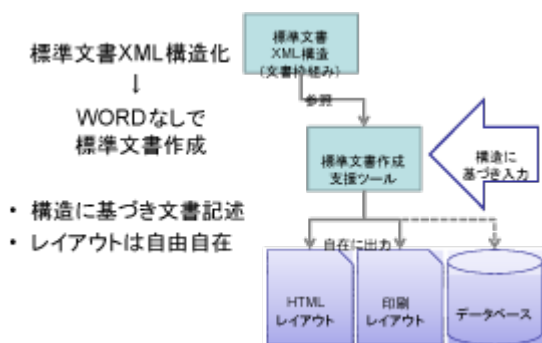 標準文書XML構造化
↓
WORDなしで
標準文書作成
• 構造に基づき文書記述
• レイアウトは自由自在
標準文書
XML構造
(文書枠組み)
参照
標準文書作成
支援ツール
構造に
基づき入力
自在に出力
HTML
レイアウト
印刷
レイアウト
データベース